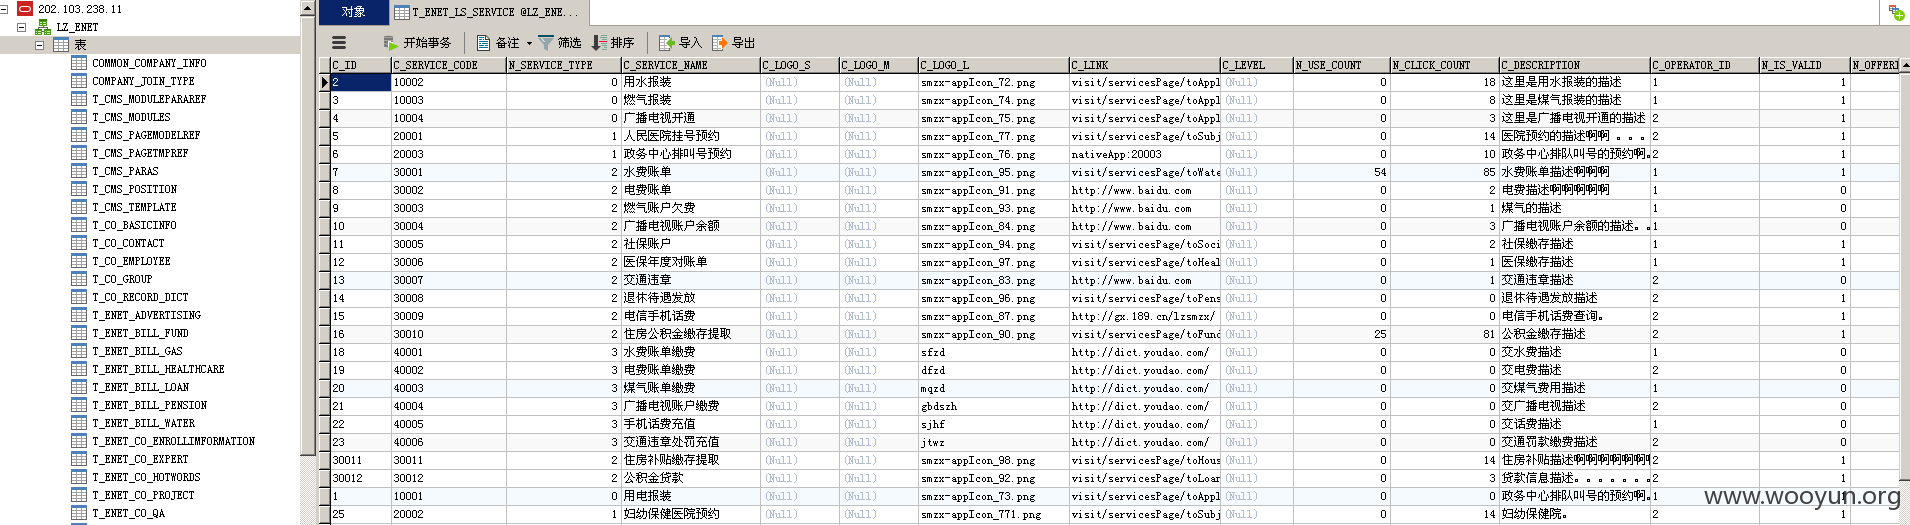 202.103.238.11
LZ_ENET
表
COMMON_COMPANY_INFO
COMPANY_JOIN_TYPE
T_CMS_MODULEPARAREF
T_CMS_MODULES
T_CMS_PAGEMODELREF
T_CMS_PAGETMPREF
T_CMS_PARAS
T_CMS_POSITION
T_CMS_TEMPLATE
T_CO_BASICINFO
T_CO_CONTACT
T_CO_EMPLOYEE
T_CO_GROUP
T_CO_RECORD_DICT
T_ENET_ADVERTISING
T_ENET_BILL_FUND
T_ENET_BILL_GAS
T_ENET_BILL_HEALTHCARE
T_ENET_BILL_LOAN
T_ENET_BILL_PENSION
T_ENET_BILL_WATER
T_ENET_CO_ENROLLIMFORMATION
T_ENET_CO_EXPERT
T_ENET_CO_HOTWORDS
T_ENET_CO_PROJECT
T_ENET_CO_QA
对象 T_ENET_LS_SERVICE @LZ_ENE...
开始事务 备注 筛选 排序 导入 导出
C_ID C_SERVICE_CODE N_SERVICE_TYPE C_SERVICE_NAME C_LOGO_S C_LOGO_M C_LOGO_L C_LINK C_LEVEL N_USE_COUNT N_CLICK_COUNT C_DESCRIPTION C_OPERATOR_ID N_IS_VALID N_OFFERI
2 10002 0 用水报装 (Null) (Null) smzx-appIcon_72.png visit/servicesPage/toAppl (Null) 0 18 这里是用水报装的描述 1 1
3 10003 0 燃气报装 (Null) (Null) smzx-appIcon_74.png visit/servicesPage/toAppl (Null) 0 8 这里是煤气报装的描述 1 1
4 10004 0 广播电视开通 (Null) (Null) smzx-appIcon_75.png visit/servicesPage/toAppl (Null) 0 3 这里是广播电视开通的描述 2 1
5 20001 1 人民医院挂号预约 (Null) (Null) smzx-appIcon_77.png visit/servicesPage/toSubj (Null) 0 14 医院预约的描述啊啊 。。。 2 1
6 20003 1 政务中心排叫号预约 (Null) (Null) smzx-appIcon_76.png nativeApp:20003 (Null) 0 10 政务中心排队叫号的预约啊。 2 1
7 30001 2 水费账单 (Null) (Null) smzx-appIcon_95.png visit/servicesPage/toWate (Null) 54 85 水费账单描述啊啊啊 1 1
8 30002 2 电费账单 (Null) (Null) smzx-appIcon_91.png http://www.baidu.com (Null) 0 2 电费描述啊啊啊啊啊 1 0
9 30003 2 燃气账户欠费 (Null) (Null) smzx-appIcon_93.png http://www.baidu.com (Null) 0 1 煤气的描述 1 0
10 30004 2 广播电视账户余额 (Null) (Null) smzx-appIcon_84.png http://www.baidu.com (Null) 0 3 广播电视账户余额的描述。。 1 0
11 30005 2 社保账户 (Null) (Null) smzx-appIcon_94.png visit/servicesPage/toSoci (Null) 0 2 社保缴存描述 1 1
12 30006 2 医保年度对账单 (Null) (Null) smzx-appIcon_97.png visit/servicesPage/toHeal (Null) 0 1 医保缴存描述 1 1
13 30007 2 交通违章 (Null) (Null) smzx-appIcon_83.png http://www.baidu.com (Null) 0 1 交通违章描述 2 0
14 30008 2 退休待遇发放 (Null) (Null) smzx-appIcon_96.png visit/servicesPage/toPens (Null) 0 0 退休待遇发放描述 2 1
15 30009 2 电信手机话费 (Null) (Null) smzx-appIcon_87.png http://gx.189.cn/lzsmzx/ (Null) 0 0 电信手机话费查询。 2 1
16 30010 2 住房公积金缴存提取 (Null) (Null) smzx-appIcon_90.png visit/servicesPage/toFund (Null) 25 81 公积金缴存描述 2 1
18 40001 3 水费账单缴费 (Null) (Null) sfzd http://dict.youdao.com/ (Null) 0 0 交水费描述 1 0
19 40002 3 电费账单缴费 (Null) (Null) dfzd http://dict.youdao.com/ (Null) 0 0 交电费描述 2 0
20 40003 3 煤气账单缴费 (Null) (Null) mqzd http://dict.youdao.com/ (Null) 0 0 交煤气费用描述 1 0
21 40004 3 广播电视账户缴费 (Null) (Null) gbdszh http://dict.youdao.com/ (Null) 0 0 交广播电视描述 2 0
22 40005 3 手机话费充值 (Null) (Null) sjhf http://dict.youdao.com/ (Null) 0 0 交话费描述 1 0
23 40006 3 交通违章处罚充值 (Null) (Null) jtwz http://dict.youdao.com/ (Null) 0 0 交通罚款缴费描述 2 0
30011 30011 2 住房补贴缴存提取 (Null) (Null) smzx-appIcon_98.png visit/servicesPage/toHous (Null) 0 14 住房补贴描述啊啊啊啊啊啊 2 1
30012 30012 2 公积金贷款 (Null) (Null) smzx-appIcon_92.png visit/servicesPage/toLoan (Null) 0 3 贷款信息描述。。。。。。。 2 1
1 10001 0 用电报装 (Null) (Null) smzx-appIcon_73.png visit/servicesPage/toAppl (Null) 0 0 政务中心排队叫号的预约啊。 1 1
25 20002 1 妇幼保健医院预约 (Null) (Null) smzx-appIcon_771.png visit/servicesPage/toSubj (Null) 0 14 妇幼保健院。 2 1
www.wooyun.org